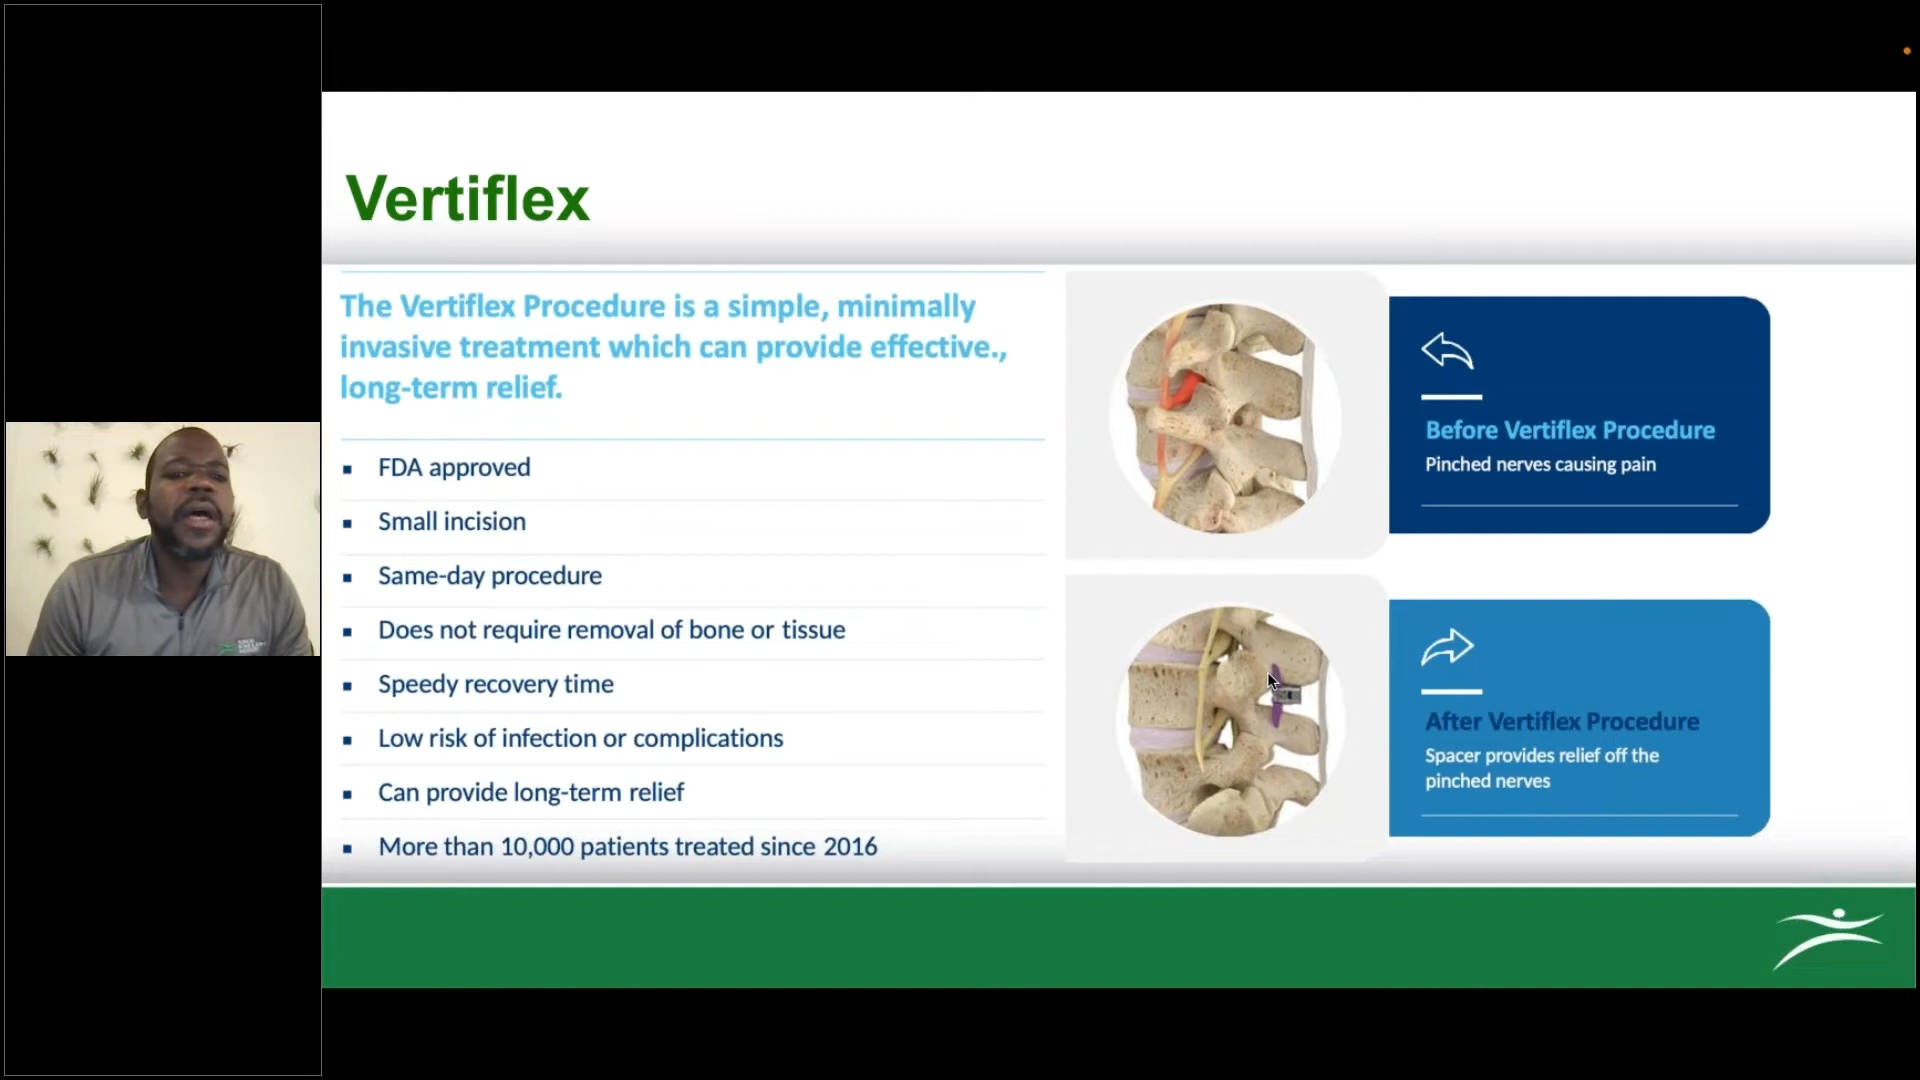 Vertiflex
The Vertiflex Procedure is a simple, minimally
invasive treatment which can provide effective.,
long-term relief.
▪ FDA approved
▪ Small incision
▪ Same-day procedure
▪ Does not require removal of bone or tissue
▪ Speedy recovery time
▪ Low risk of infection or complications
▪ Can provide long-term relief
▪ More than 10,000 patients treated since 2016
Before Vertiflex Procedure
Pinched nerves causing pain
After Vertiflex Procedure
Spacer provides relief off the
pinched nerves